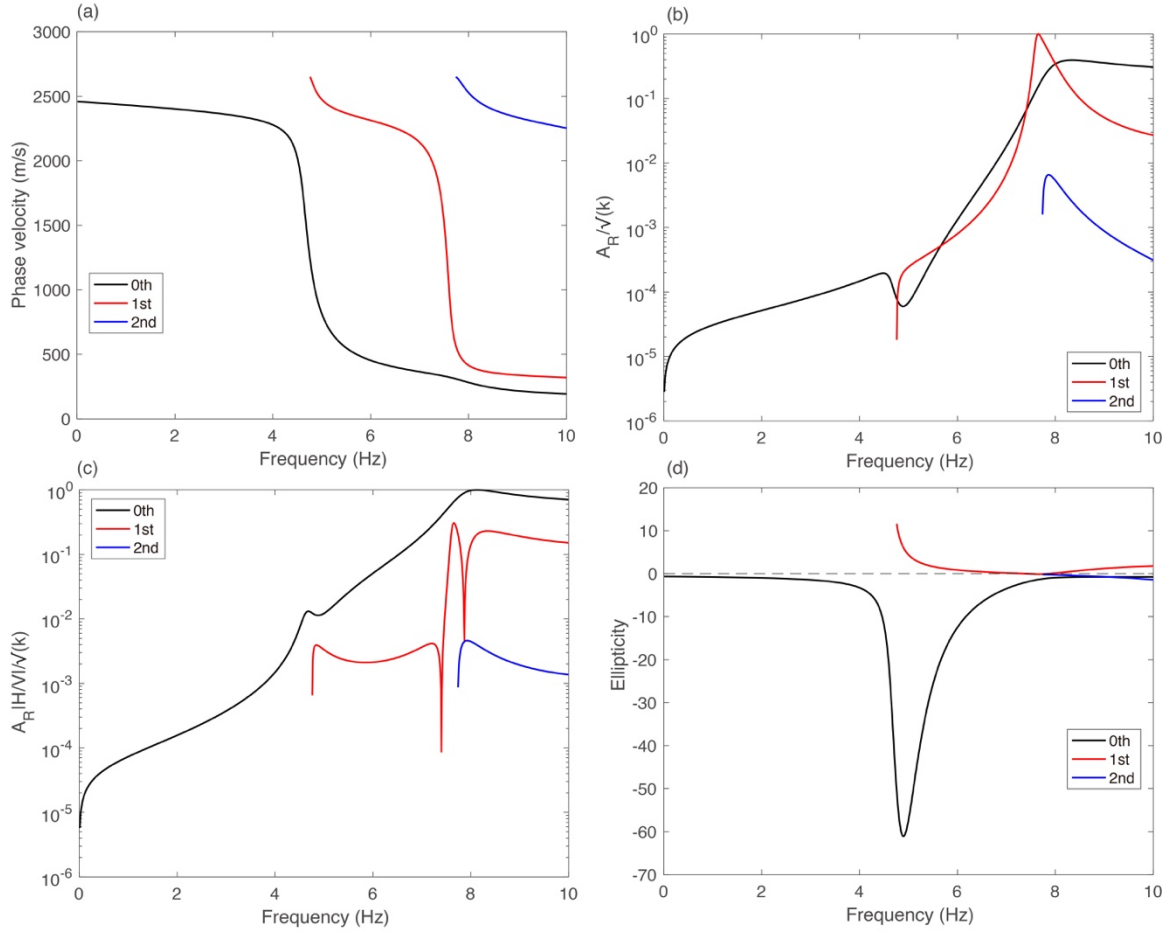 (a)
3000
2500
2000
1500
1000
500
0
Phase velocity (m/s)
0th
1st
2nd
0 2 4 6 8 10
Frequency (Hz)
(b)
10^0
10^-1
10^-2
10^-3
10^-4
10^-5
10^-6
A_R/√(k)
0th
1st
2nd
0 2 4 6 8 10
Frequency (Hz)
(c)
10^0
10^-1
10^-2
10^-3
10^-4
10^-5
10^-6
A_R|H/V|/√(k)
0th
1st
2nd
0 2 4 6 8 10
Frequency (Hz)
(d)
20
10
0
-10
-20
-30
-40
-50
-60
-70
Ellipticity
0th
1st
2nd
0 2 4 6 8 10
Frequency (Hz)